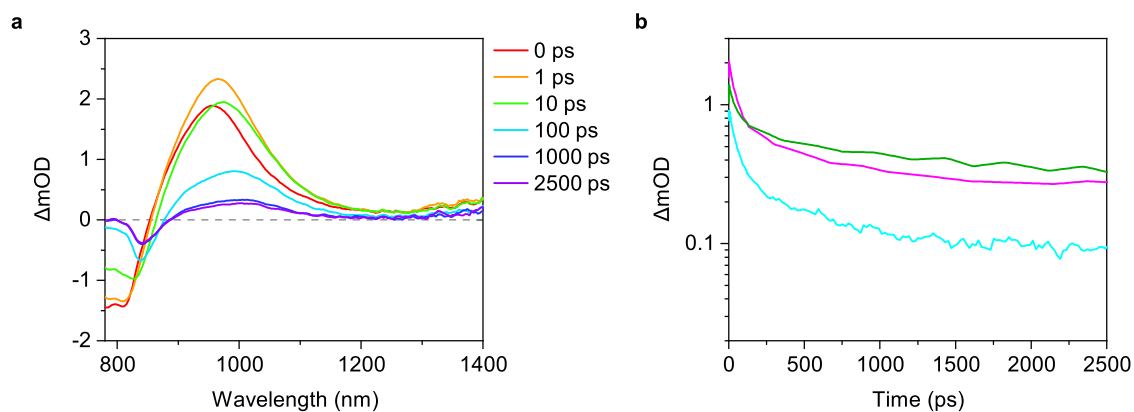 a
ΔmOD
3
2
1
0
-1
-2
800
1000
1200
1400
Wavelength (nm)
0 ps
1 ps
10 ps
100 ps
1000 ps
2500 ps
b
ΔmOD
1
0.1
0
500
1000
1500
2000
2500
Time (ps)